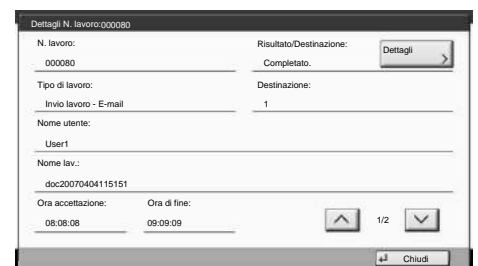 Dettagli N. lavoro:000080
N. lavoro:
000080
Risultato/Destinazione:
Completato.
Dettagli
Tipo di lavoro:
Invio lavoro - E-mail
Destinazione:
1
Nome utente:
User1
Nome lav.:
doc20070404115151
Ora accettazione:
08:08:08
Ora di fine:
09:09:09
1/2
Chiudi